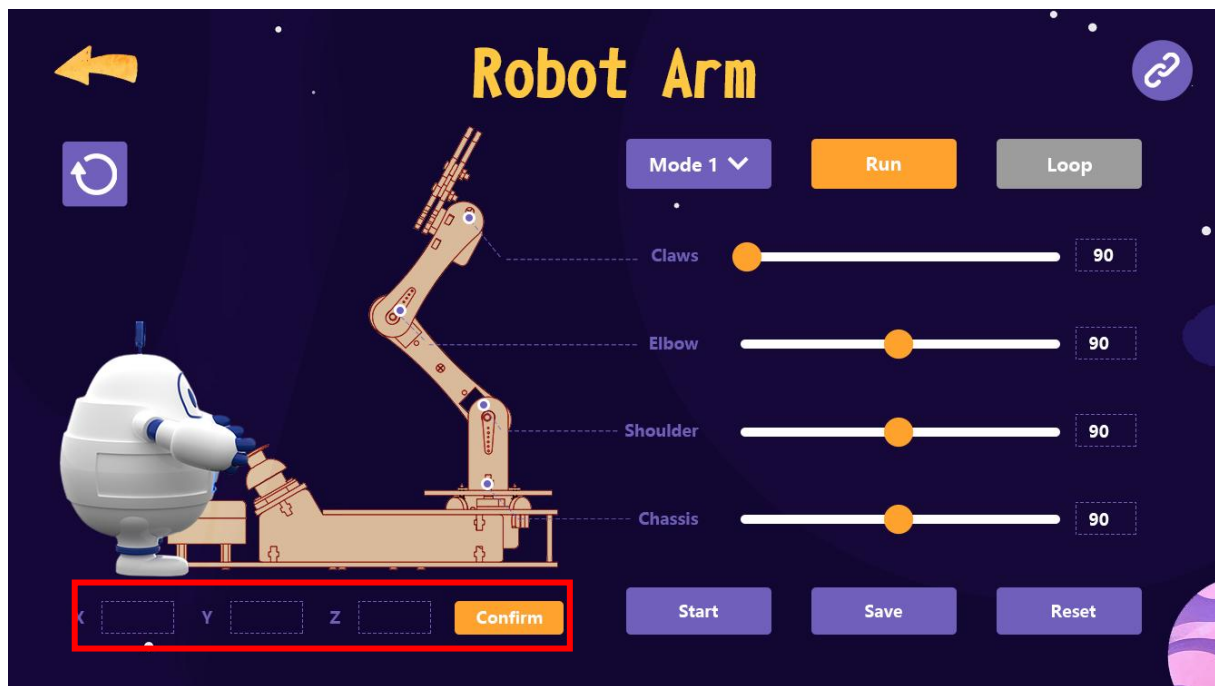 Robot Arm
Mode 1 Run Loop
Claws 90
Elbow 90
Shoulder 90
Chassis 90
X Y Z Confirm Start Save Reset